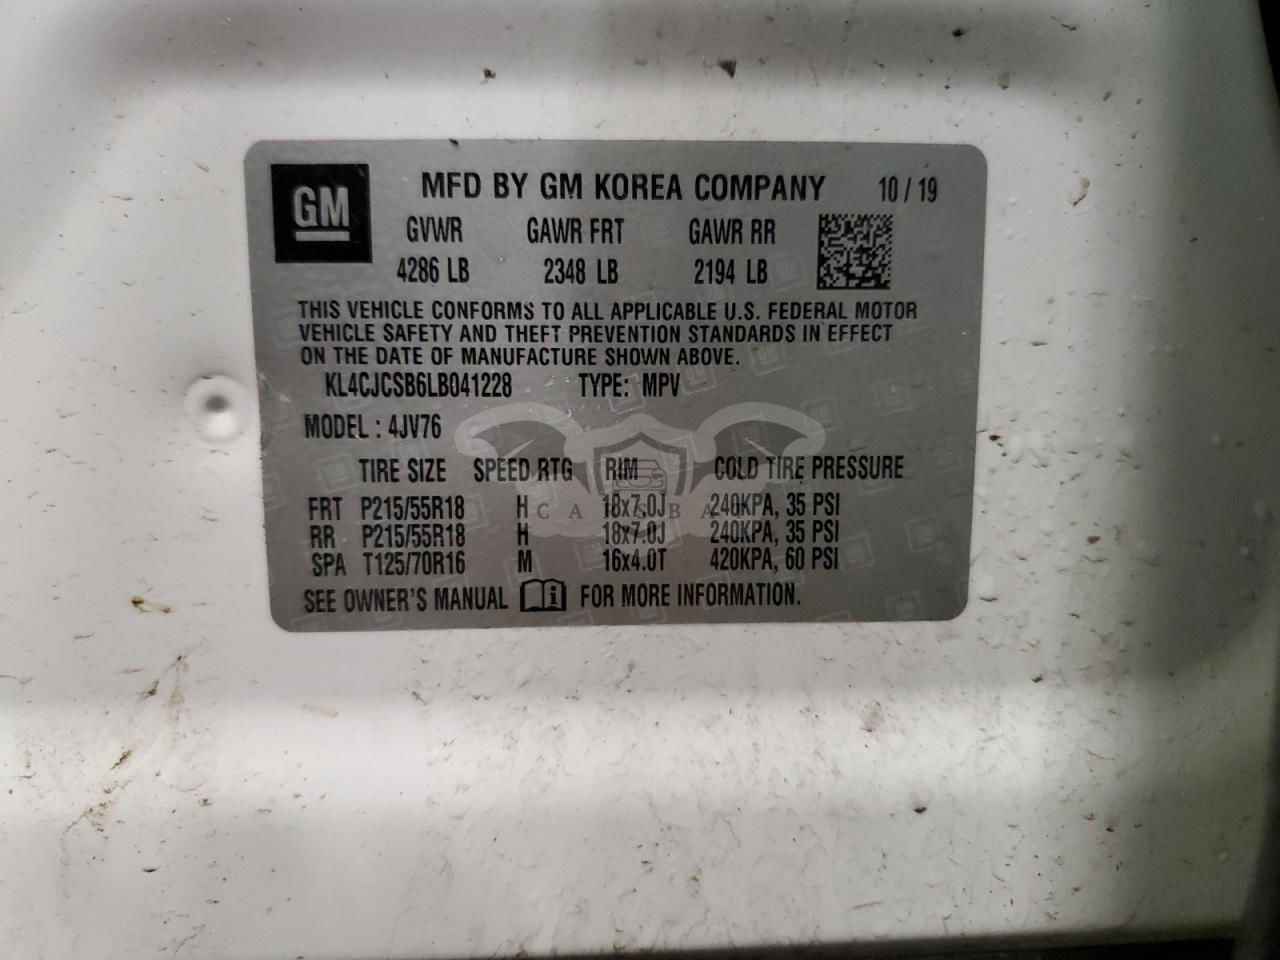 GM
MFD BY GM KOREA COMPANY 10 / 19
GVWR GAWR FRT GAWR RR
4286 LB 2348 LB 2194 LB
THIS VEHICLE CONFORMS TO ALL APPLICABLE U.S. FEDERAL MOTOR
VEHICLE SAFETY AND THEFT PREVENTION STANDARDS IN EFFECT
ON THE DATE OF MANUFACTURE SHOWN ABOVE.
KL4CJCSB6LB041228 TYPE: MPV
MODEL : 4JV76
TIRE SIZE SPEED RTG RIM COLD TIRE PRESSURE
FRT P215/55R18 H 18x7.0J 240KPA, 35 PSI
RR P215/55R18 H 18x7.0J 240KPA, 35 PSI
SPA T125/70R16 M 16x4.0T 420KPA, 60 PSI
SEE OWNER'S MANUAL i FOR MORE INFORMATION.